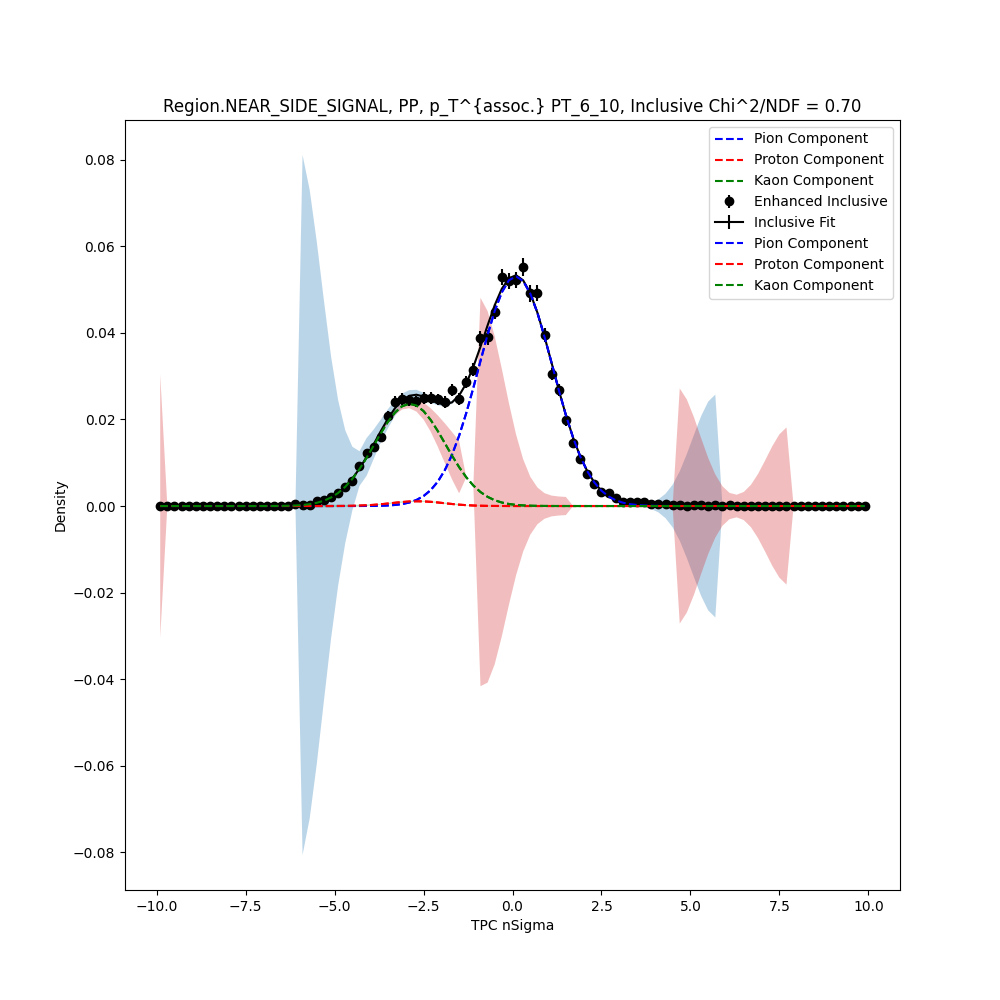 Region.NEAR_SIDE_SIGNAL, PP, p_T^{assoc.} PT_6_10, Inclusive Chi^2/NDF = 0.70
Pion Component
Proton Component
Kaon Component
Enhanced Inclusive
Inclusive Fit
Pion Component
Proton Component
Kaon Component
0.08
0.06
0.04
0.02
0.00
−0.02
−0.04
−0.06
−0.08
Density
−10.0 −7.5 −5.0 −2.5 0.0 2.5 5.0 7.5 10.0
TPC nSigma